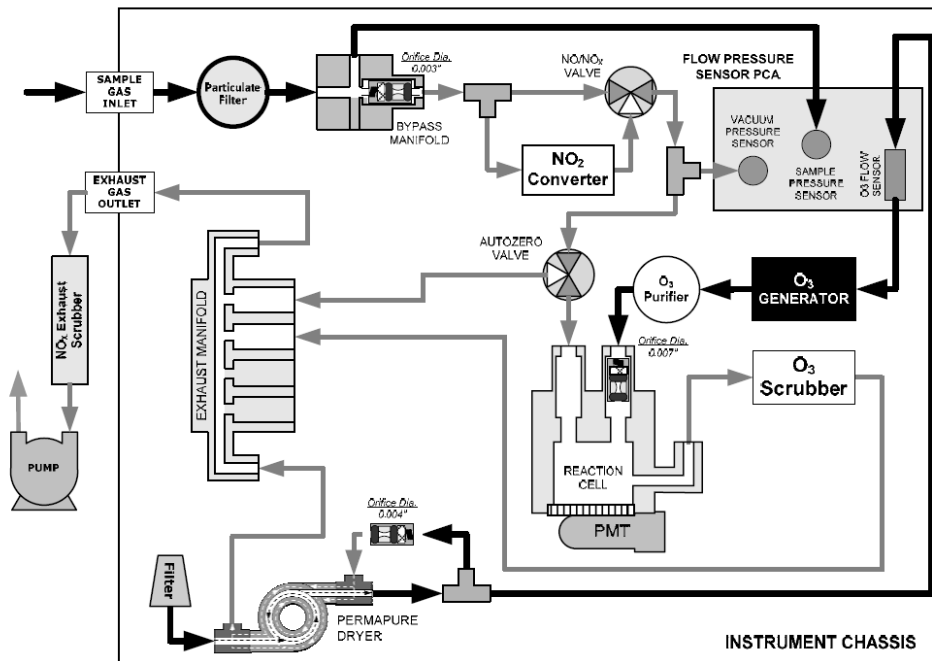 SAMPLE
GAS
INLET
Particulate
Filter
Orifice Dia.
0.003"
BYPASS
MANIFOLD
NO/NOX
VALVE
NO2
Converter
FLOW PRESSURE
SENSOR PCA
VACUUM
PRESSURE
SENSOR
SAMPLE
PRESSURE
SENSOR
O3 FLOW
SENSOR
EXHAUST
GAS
OUTLET
NOX Exhaust
Scrubber
PUMP
EXHAUST MANIFOLD
AUTOZERO
VALVE
O3
Purifier
O3
GENERATOR
Orifice Dia.
0.007"
O3
Scrubber
REACTION
CELL
PMT
Orifice Dia.
0.004"
Filter
PERMAPURE
DRYER
INSTRUMENT CHASSIS